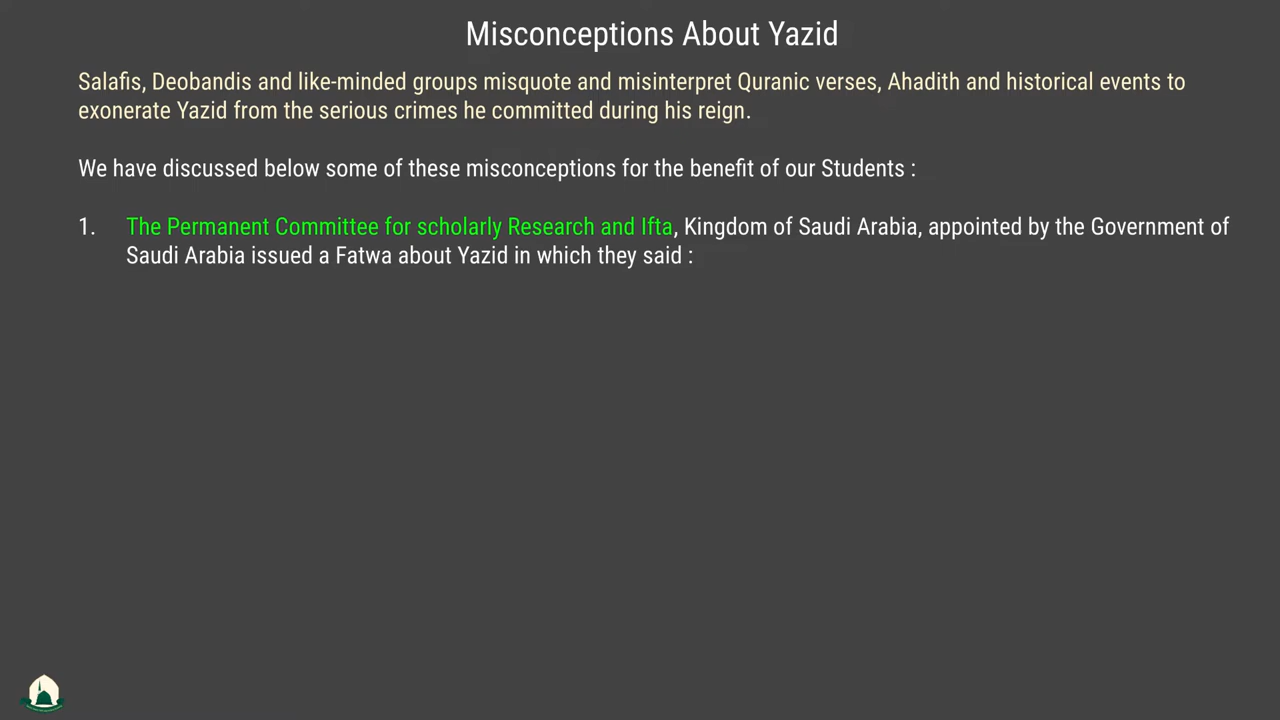 Misconceptions About Yazid
Salafis, Deobandis and like-minded groups misquote and misinterpret Quranic verses, Ahadith and historical events to
exonerate Yazid from the serious crimes he committed during his reign.
We have discussed below some of these misconceptions for the benefit of our Students :
1. The Permanent Committee for scholarly Research and Ifta, Kingdom of Saudi Arabia, appointed by the Government of
Saudi Arabia issued a Fatwa about Yazid in which they said :